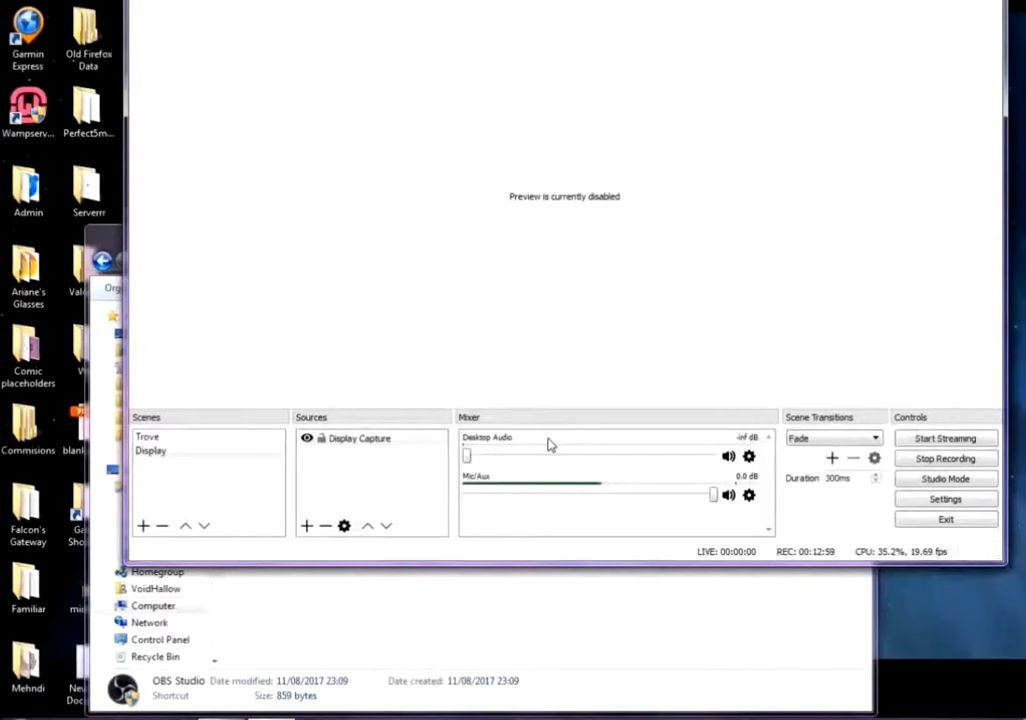 Garmin
Express
Old Firefox
Data
Wampserv...
Perfect5m...
Admin
Serverrr
Ariane's
Glasses
Comic
placeholders
Commisions
Falcon's
Gateway
Familiar
Mehndi
Preview is currently disabled
Scenes
Trove
Display
Sources
Display Capture
Mixer
Desktop Audio
-inf dB
Mic/Aux
0.0 dB
Scene Transitions
Fade
Duration 300ms
Controls
Start Streaming
Stop Recording
Studio Mode
Settings
Exit
LIVE: 00:00:00 REC: 00:12:59 CPU: 35.2%, 19.69 fps
Homegroup
VoidHallow
Computer
Network
Control Panel
Recycle Bin
OBS Studio Date modified: 11/08/2017 23:09 Date created: 11/08/2017 23:09
Shortcut Size: 859 bytes